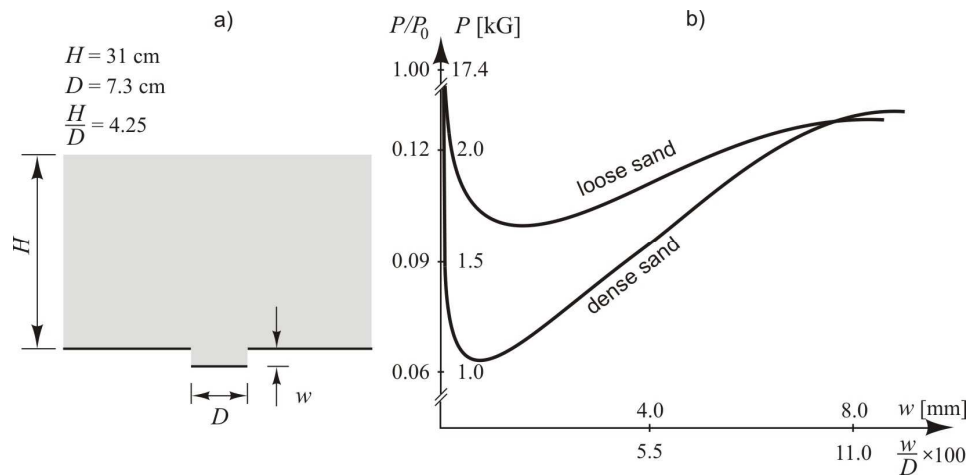 a)
H = 31 cm
D = 7.3 cm
H/D = 4.25
H
D
w
b)
P/P₀ P [kG]
1.00 17.4
0.12 2.0
0.09 1.5
0.06 1.0
loose sand
dense sand
4.0 8.0 w [mm]
5.5 11.0 w/D ×100